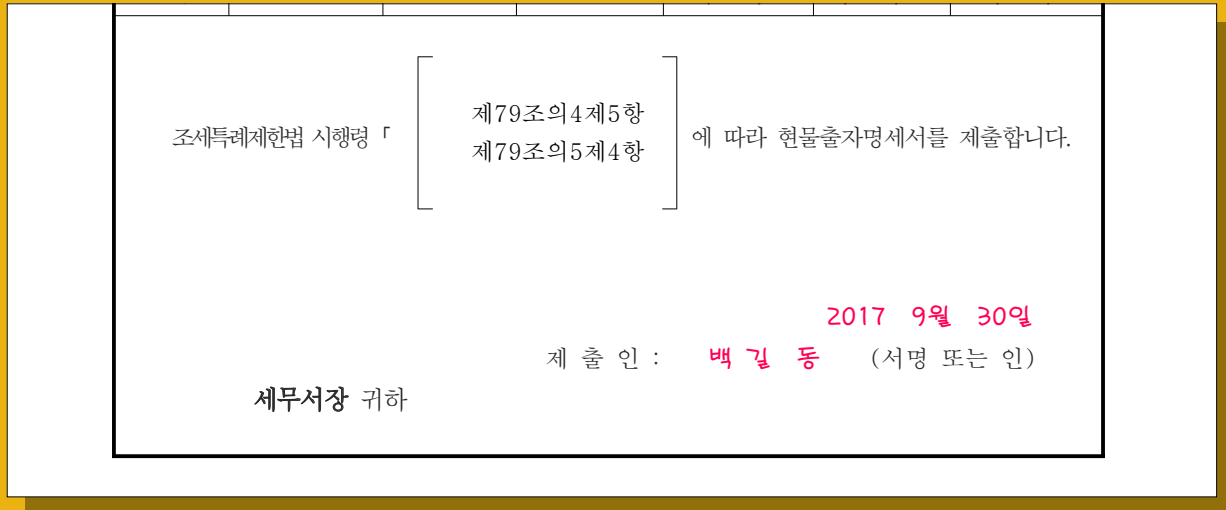 제79조의4제5항
조세특례제한법 시행령 「 에 따라 현물출자명세서를 제출합니다.
제79조의5제4항
2017 9월 30일
제 출 인 : 백 길 동 (서명 또는 인)
세무서장 귀하